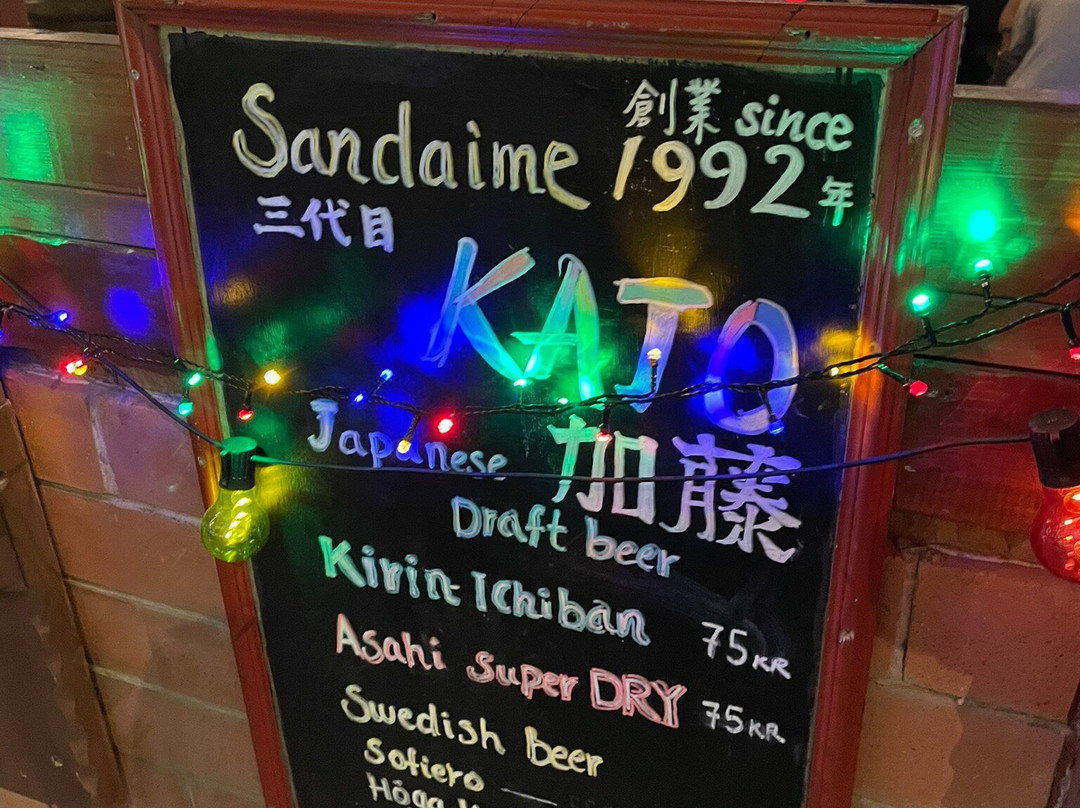 Sandaime
三代目
創業 since
1992年
KATO
加藤
Japanese
Draft beer
Kirin Ichiban 75KR
Asahi super DRY 75KR
Swedish Beer
Sofiero